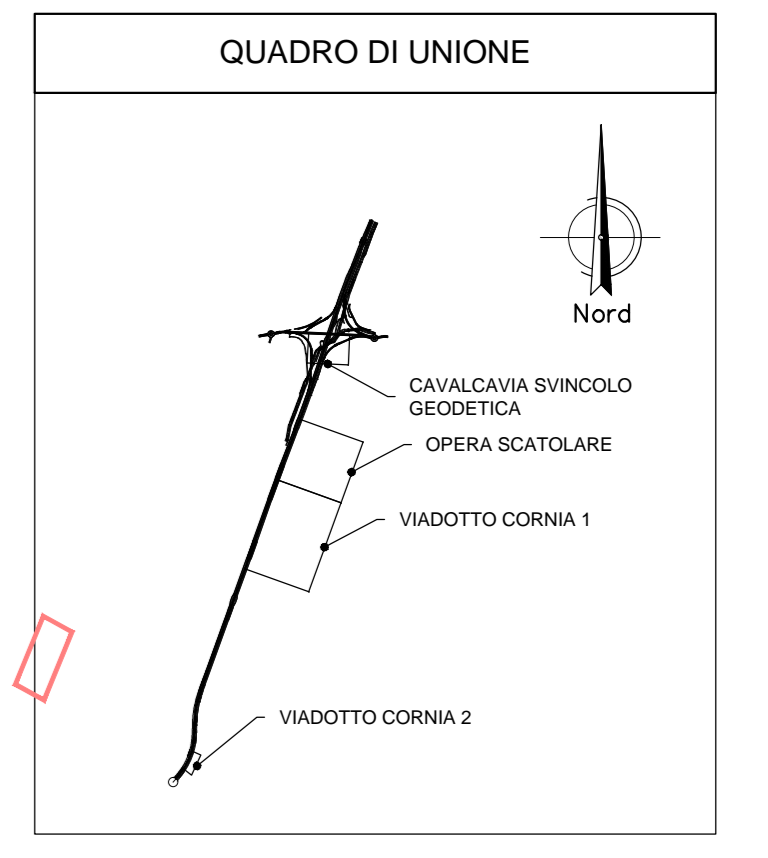 QUADRO DI UNIONE
Nord
CAVALCAVIA SVINCOLO
GEODETICA
OPERA SCATOLARE
VIADOTTO CORNIA 1
VIADOTTO CORNIA 2